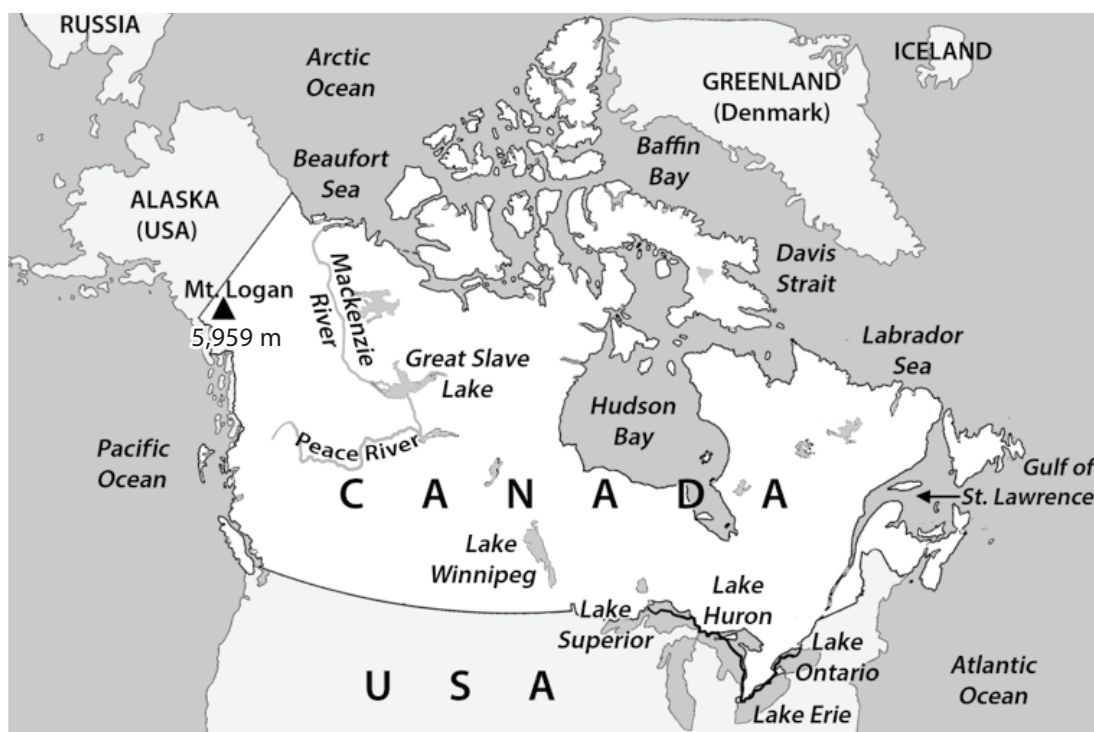 RUSSIA
Arctic
Ocean
GREENLAND
(Denmark)
ICELAND
Beaufort
Sea
Baffin
Bay
ALASKA
(USA)
Davis
Strait
Mt. Logan
5,959 m
Mackenzie
River
Great Slave
Lake
Labrador
Sea
Hudson
Bay
Pacific
Ocean
Peace River
Gulf of
St. Lawrence
CANADA
Lake
Winnipeg
Lake
Huron
Lake
Superior
Lake
Ontario
Atlantic
Ocean
USA
Lake Erie